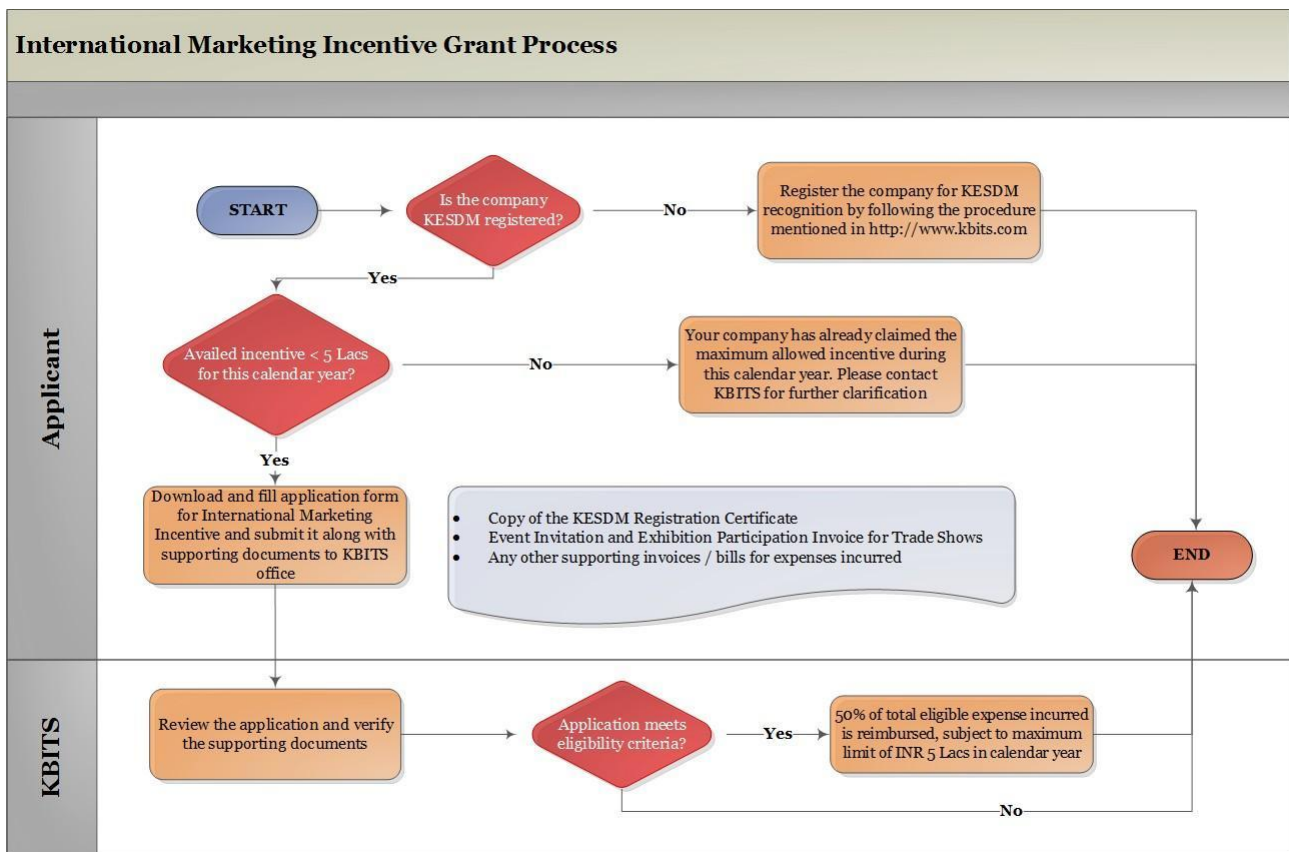 International Marketing Incentive Grant Process
Applicant
START
Is the company
KESDM registered?
No
Register the company for KESDM
recognition by following the procedure
mentioned in http://www.kbits.com
Yes
Availed incentive < 5 Lacs
for this calendar year?
No
Your company has already claimed the
maximum allowed incentive during
this calendar year. Please contact
KBITS for further clarification
Yes
Download and fill application form
for International Marketing
Incentive and submit it along with
supporting documents to KBITS
office
• Copy of the KESDM Registration Certificate
• Event Invitation and Exhibition Participation Invoice for Trade Shows
• Any other supporting invoices / bills for expenses incurred
END
KBITS
Review the application and verify
the supporting documents
Application meets
eligibility criteria?
Yes
50% of total eligible expense incurred
is reimbursed, subject to maximum
limit of INR 5 Lacs in calendar year
No